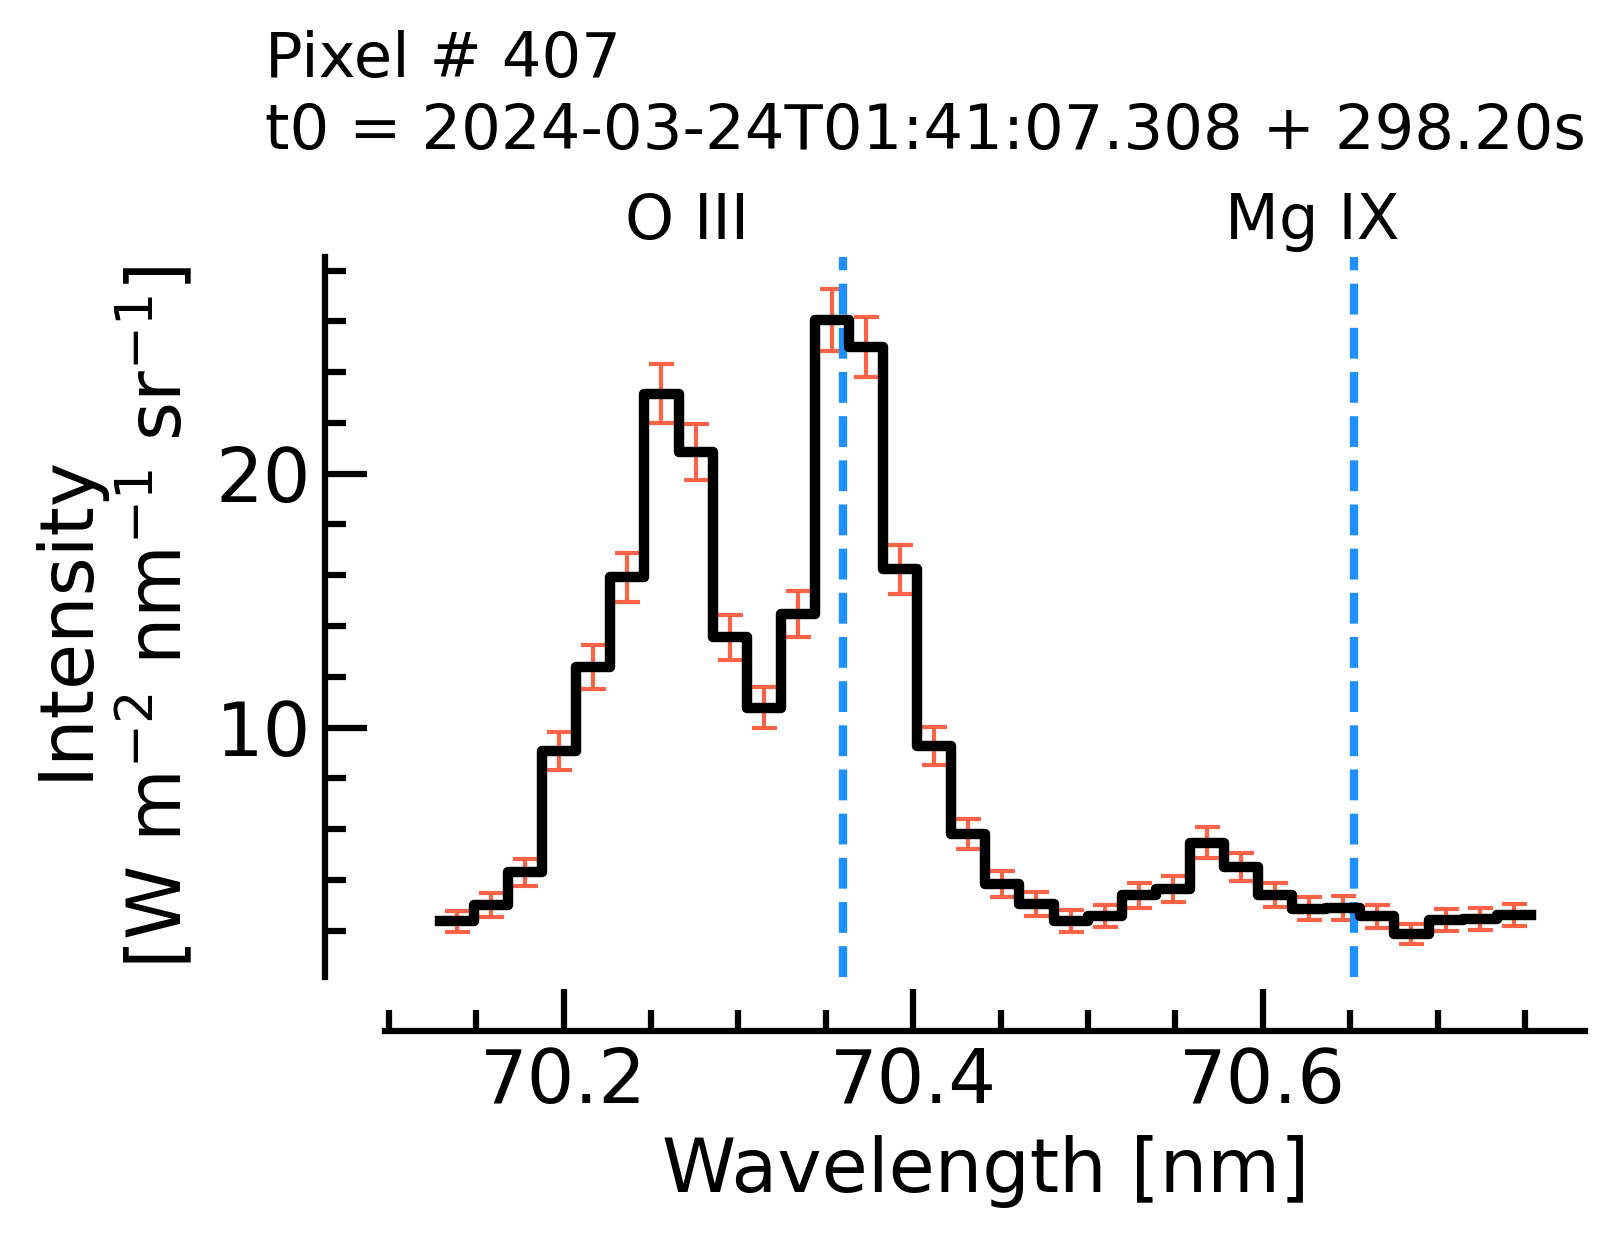 Pixel # 407
t0 = 2024-03-24T01:41:07.308 + 298.20s
O III
Mg IX
Intensity
[W m⁻² nm⁻¹ sr⁻¹]
20
10
70.2
70.4
70.6
Wavelength [nm]